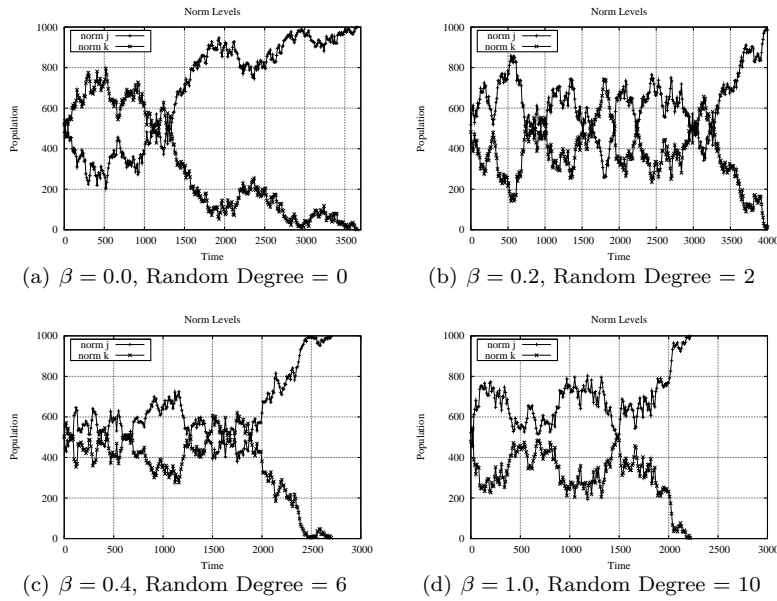 Norm Levels
1000
800
600
400
200
0
Population
norm j
norm k
0 500 1000 1500 2000 2500 3000 3500
Time
(a) β = 0.0, Random Degree = 0
Norm Levels
1000
800
600
400
200
0
Population
norm j
norm k
0 500 1000 1500 2000 2500 3000 3500 4000
Time
(b) β = 0.2, Random Degree = 2
Norm Levels
1000
800
600
400
200
0
Population
norm j
norm k
0 500 1000 1500 2000 2500 3000
Time
(c) β = 0.4, Random Degree = 6
Norm Levels
1000
800
600
400
200
0
Population
norm j
norm k
0 500 1000 1500 2000 2500 3000
Time
(d) β = 1.0, Random Degree = 10